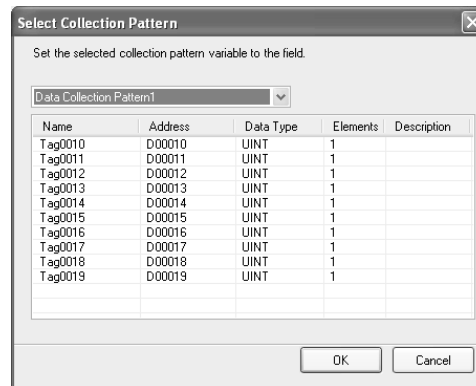 Select Collection Pattern
Set the selected collection pattern variable to the field.
Data Collection Pattern1
Name Address Data Type Elements Description
Tag0010 D00010 UINT 1
Tag0011 D00011 UINT 1
Tag0012 D00012 UINT 1
Tag0013 D00013 UINT 1
Tag0014 D00014 UINT 1
Tag0015 D00015 UINT 1
Tag0016 D00016 UINT 1
Tag0017 D00017 UINT 1
Tag0018 D00018 UINT 1
Tag0019 D00019 UINT 1
OK Cancel